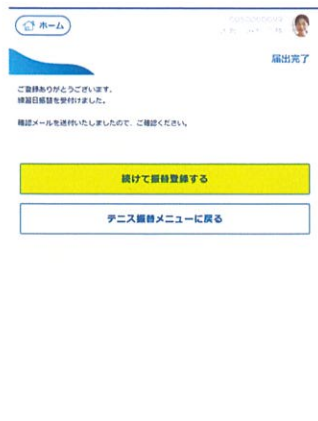 ホーム
届出完了
ご登録ありがとうございます。
練習日振替を受付けました。
確認メールを送付いたしましたので、ご確認ください。
続けて振替登録する
テニス振替メニューに戻る